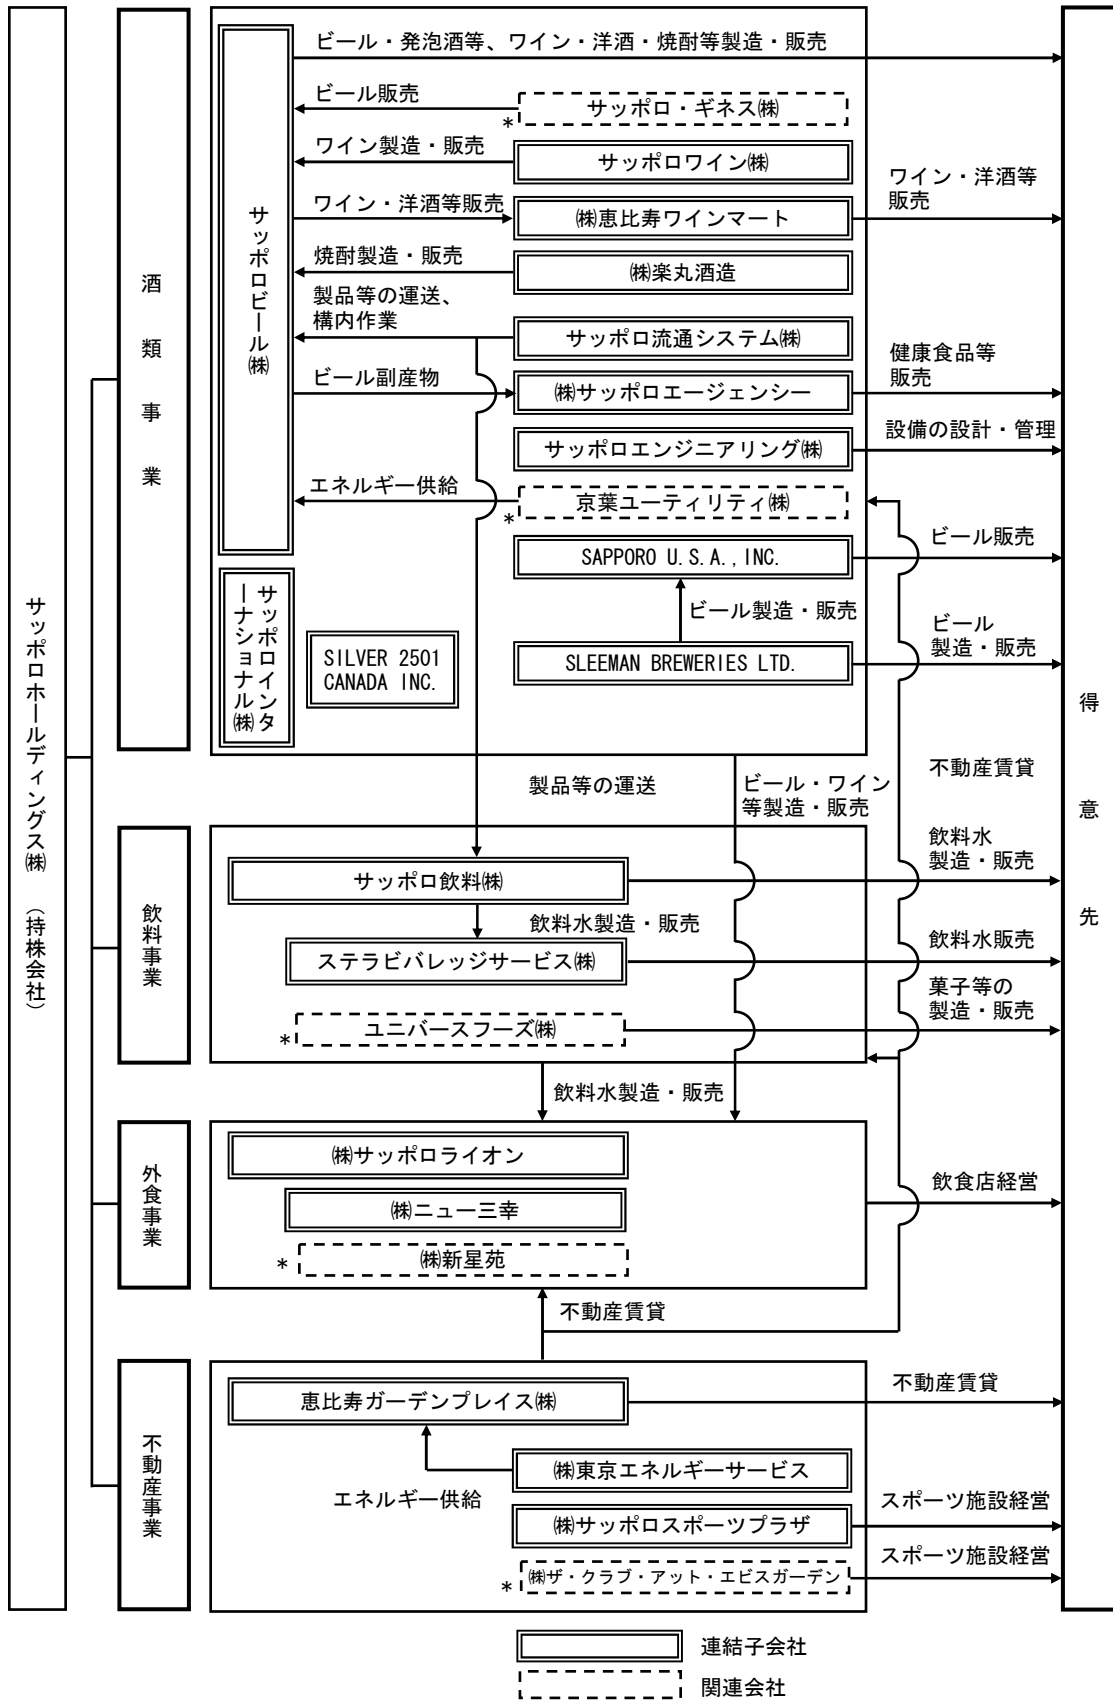 サッポロホールディングス㈱　（持株会社）
酒類事業
サッポロビール㈱
ビール・発泡酒等、ワイン・洋酒・焼酎等製造・販売
ビール販売
*
サッポロ・ギネス㈱
ワイン製造・販売
サッポロワイン㈱
ワイン・洋酒等販売
㈱恵比寿ワインマート
ワイン・洋酒等
販売
焼酎製造・販売
㈱楽丸酒造
製品等の運送、
構内作業
サッポロ流通システム㈱
ビール副産物
㈱サッポロエージェンシー
健康食品等
販売
サッポロエンジニアリング㈱
設備の設計・管理
エネルギー供給
*
京葉ユーティリティ㈱
SAPPORO U.S.A.,INC.
ビール販売
ビール製造・販売
サッポロインタ
ーナショナル㈱
SILVER 2501
CANADA INC.
SLEEMAN BREWERIES LTD.
ビール
製造・販売
得意先
製品等の運送
ビール・ワイン
等製造・販売
不動産賃貸
飲料事業
サッポロ飲料㈱
飲料水
製造・販売
飲料水製造・販売
ステラビバレッジサービス㈱
飲料水販売
*
ユニバースフーズ㈱
菓子等の
製造・販売
飲料水製造・販売
外食事業
㈱サッポロライオン
㈱ニュー三幸
*
㈱新星苑
飲食店経営
不動産賃貸
不動産事業
恵比寿ガーデンプレイス㈱
不動産賃貸
㈱東京エネルギーサービス
エネルギー供給
㈱サッポロスポーツプラザ
スポーツ施設経営
*
㈱ザ・クラブ・アット・エビスガーデン
スポーツ施設経営
連結子会社
関連会社